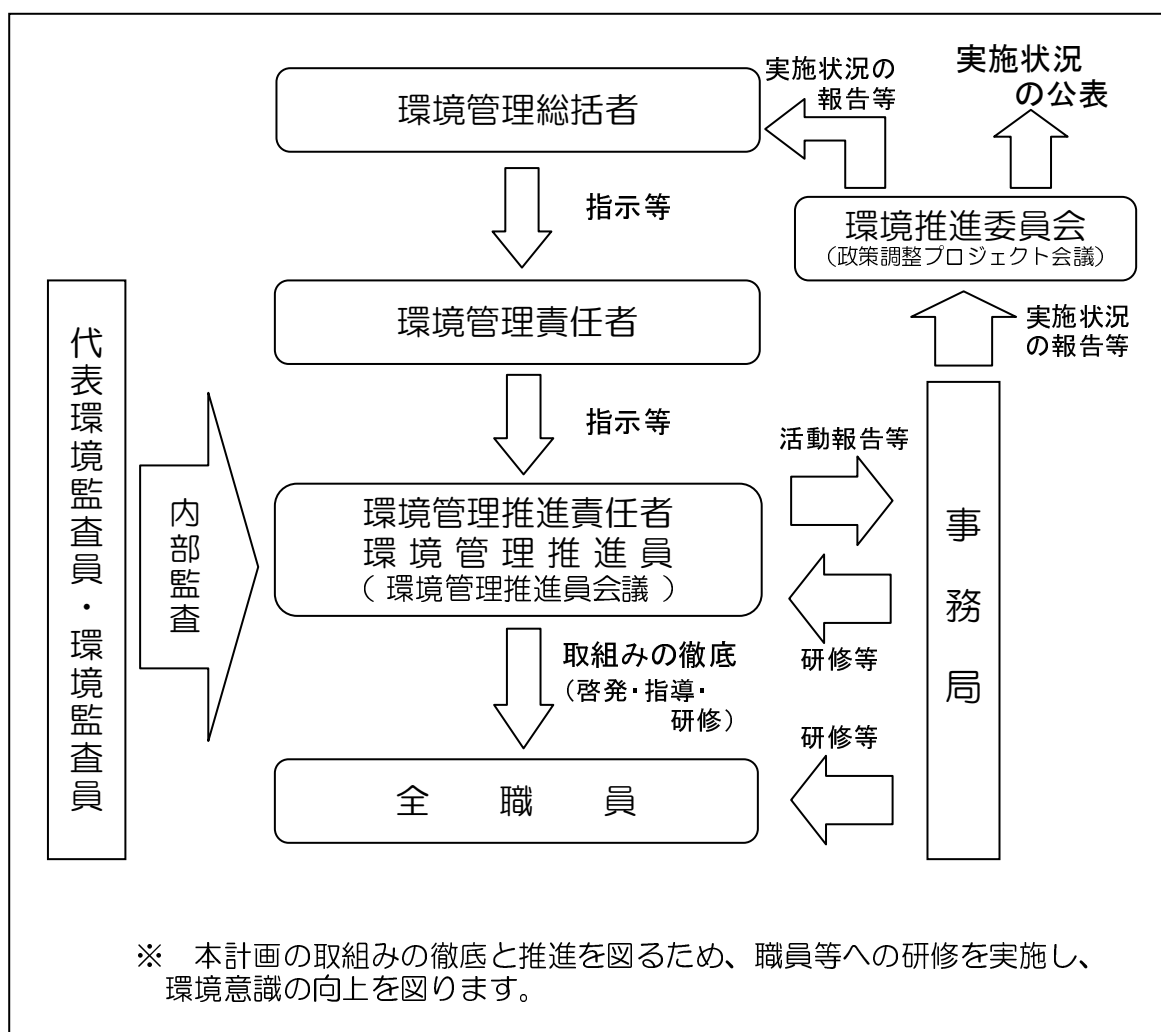 環境管理総括者
実施状況の
報告等
実施状況
の公表
指示等
環境推進委員会
（政策調整プロジェクト会議）
環境管理責任者
実施状況
の報告等
代表環境監査員・環境監査員
内部監査
指示等
活動報告等
環境管理推進責任者
環境管理推進員
（環境管理推進員会議）
事務局
研修等
取組みの徹底
（啓発・指導・
研修）
研修等
全職員
※　本計画の取組みの徹底と推進を図るため、職員等への研修を実施し、
環境意識の向上を図ります。